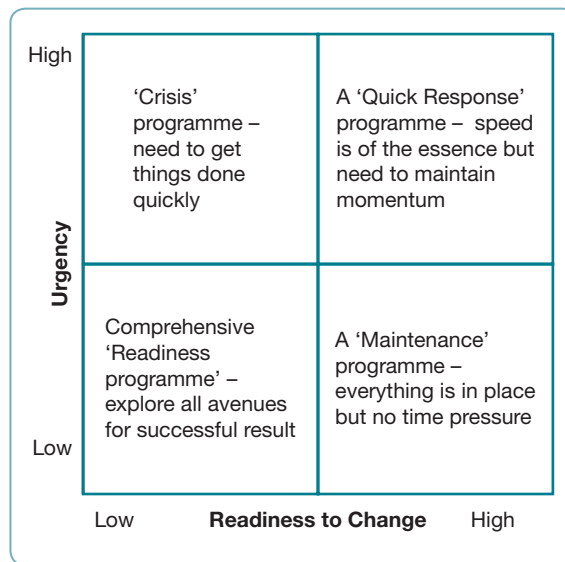 High
‘Crisis’
programme –
need to get
things done
quickly
A ‘Quick Response’
programme –  speed
is of the essence but
need to maintain
momentum
Urgency
Comprehensive
‘Readiness
programme’ –
explore all avenues
for successful result
A ‘Maintenance’
programme –
everything is in place
but no time pressure
Low
Low Readiness to Change High